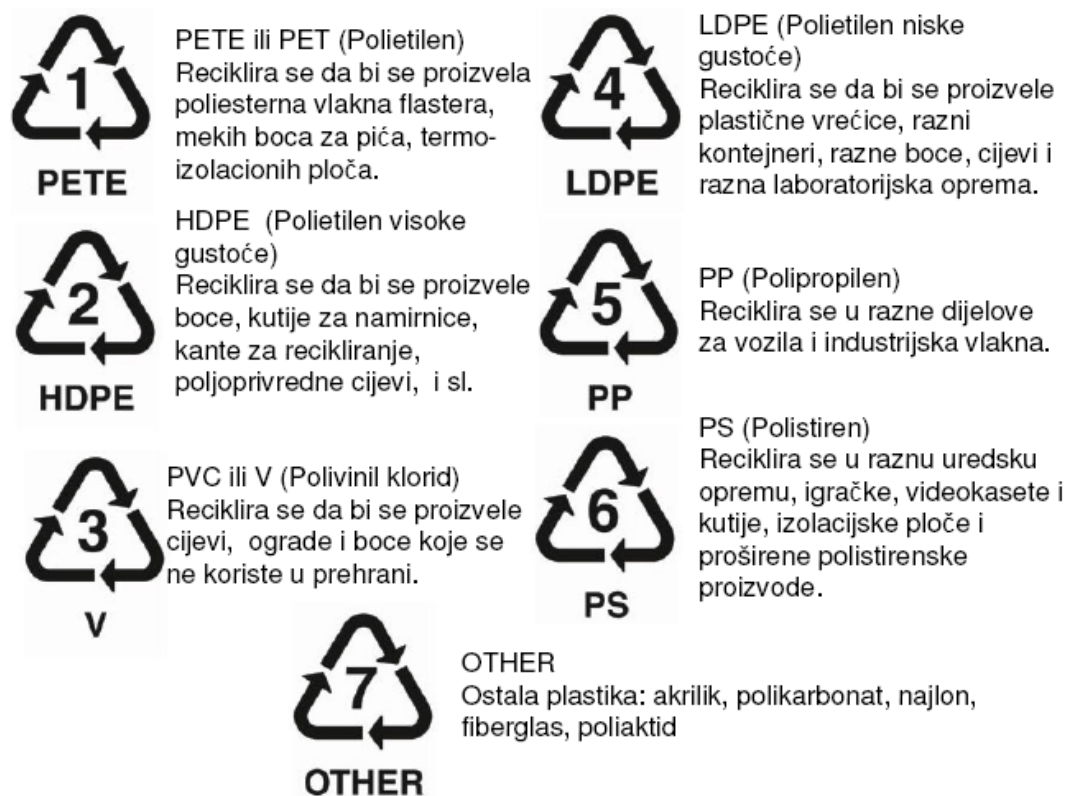 1
PETE
PETE ili PET (Polietilen)
Reciklira se da bi se proizvela
poliesterna vlakna flastera,
mekih boca za pića, termo-
izolacionih ploča.
2
HDPE
HDPE (Polietilen visoke
gustoće)
Reciklira se da bi se proizvele
boce, kutije za namirnice,
kante za recikliranje,
poljoprivredne cijevi, i sl.
3
V
PVC ili V (Polivinil klorid)
Reciklira se da bi se proizvele
cijevi, ograde i boce koje se
ne koriste u prehrani.
4
LDPE
LDPE (Polietilen niske
gustoće)
Reciklira se da bi se proizvele
plastične vrećice, razni
kontejneri, razne boce, cijevi i
razna laboratorijska oprema.
5
PP
PP (Polipropilen)
Reciklira se u razne dijelove
za vozila i industrijska vlakna.
6
PS
PS (Polistiren)
Reciklira se u raznu uredsku
opremu, igračke, videokasete i
kutije, izolacijske ploče i
proširene polistirenske
proizvode.
7
OTHER
OTHER
Ostala plastika: akrilik, polikarbonat, najlon,
fiberglas, poliaktid